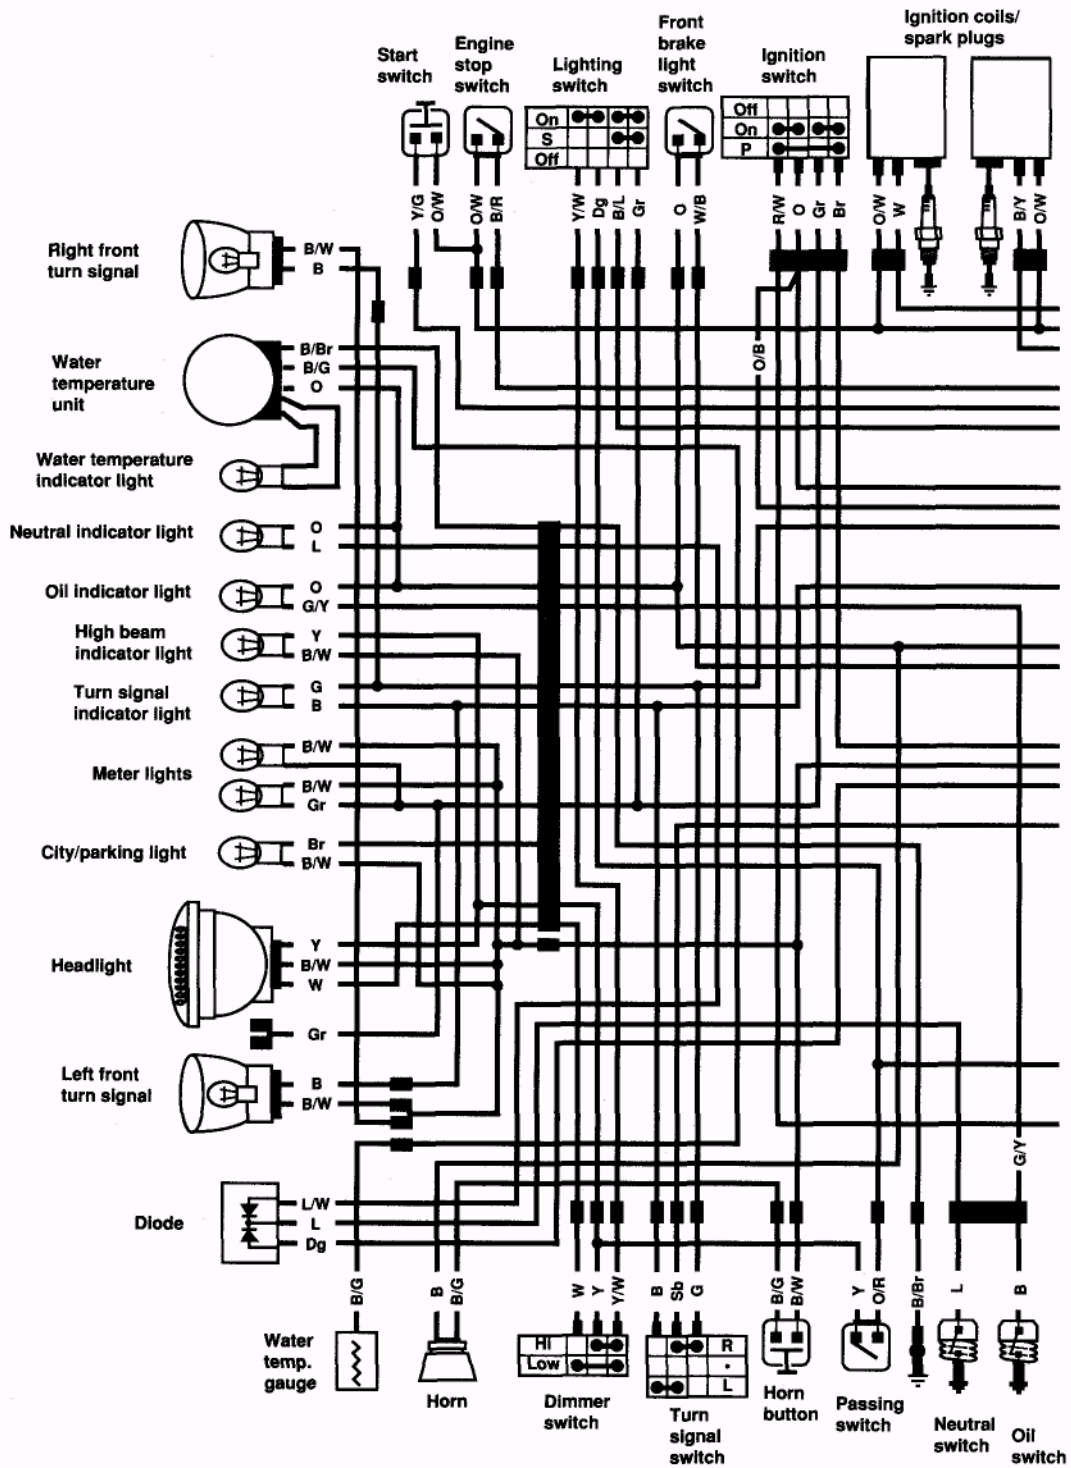 Start
switch
Engine
stop
switch
Lighting
switch
Front
brake
light
switch
Ignition
switch
Ignition coils/
spark plugs
On
S
Off
Off
On
P
Y/G
O/W
O/W
B/R
Y/W
Dg
B/L
Gr
O
W/B
R/W
O
Gr
Br
O/W
W
B/Y
O/W
Right front
turn signal
B/W
B
O/B
Water
temperature
unit
B/Br
B/G
O
Water temperature
indicator light
Neutral indicator light
O
L
Oil indicator light
O
G/Y
High beam
indicator light
Y
B/W
Turn signal
indicator light
G
B
Meter lights
B/W
B/W
Gr
City/parking light
Br
B/W
Headlight
Y
B/W
W
Gr
Left front
turn signal
B
B/W
G/Y
Diode
L/W
L
Dg
B/G
B
B/G
W
Y
Y/W
B
Sb
G
B/G
B/W
Y
O/R
B/Br
L
B
Water
temp.
gauge
Horn
HI
Low
Dimmer
switch
R
L
Turn
signal
switch
Horn
button
Passing
switch
Neutral
switch
Oil
switch